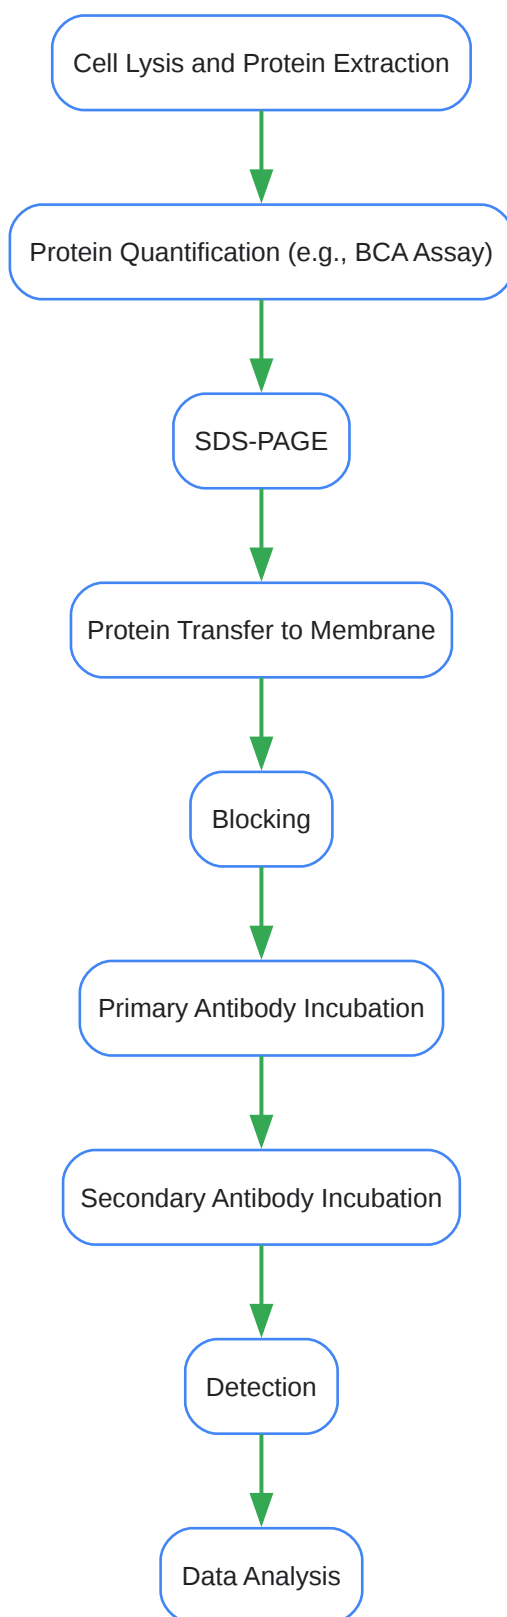 Cell Lysis and Protein Extraction
Protein Quantification (e.g., BCA Assay)
SDS-PAGE
Protein Transfer to Membrane
Blocking
Primary Antibody Incubation
Secondary Antibody Incubation
Detection
Data Analysis